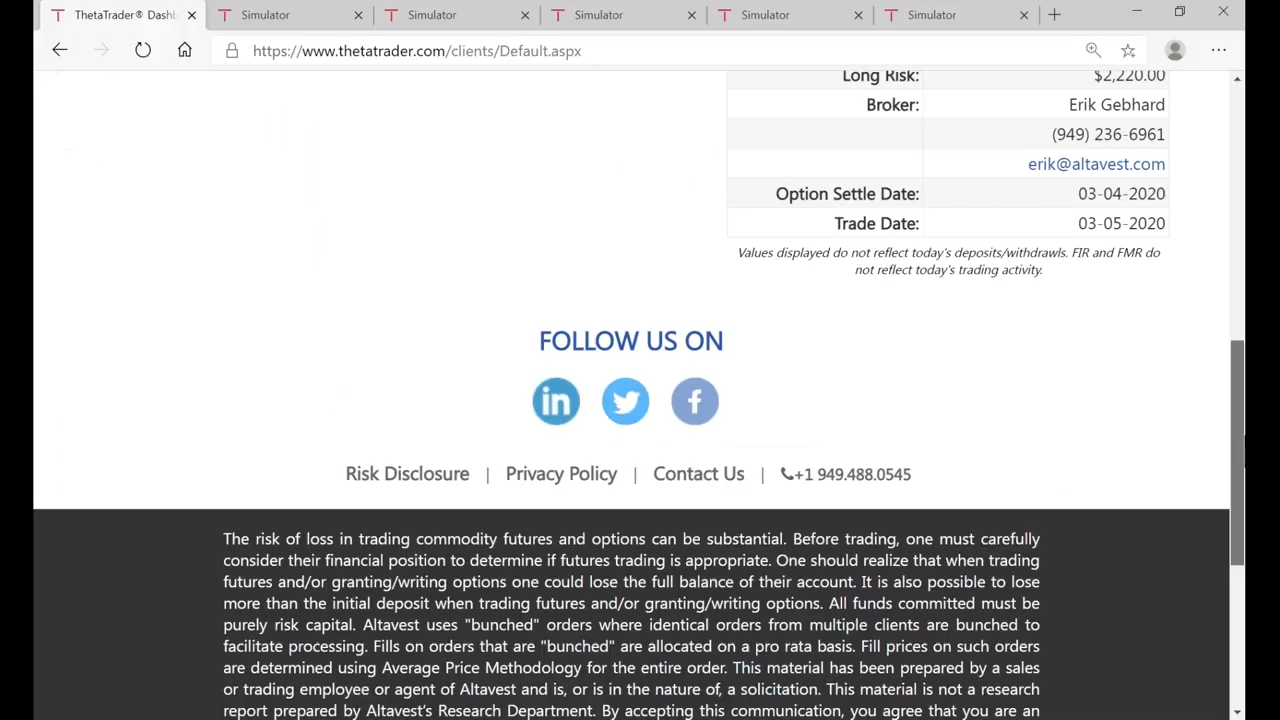 ThetaTrader® Dashb
Simulator
Simulator
Simulator
Simulator
Simulator
https://www.thetatrader.com/clients/Default.aspx
Long Risk: $2,220.00
Broker: Erik Gebhard
(949) 236-6961
erik@altavest.com
Option Settle Date: 03-04-2020
Trade Date: 03-05-2020
Values displayed do not reflect today's deposits/withdrawls. FIR and FMR do
not reflect today's trading activity.
FOLLOW US ON
in
f
Risk Disclosure | Privacy Policy | Contact Us | +1 949.488.0545
The risk of loss in trading commodity futures and options can be substantial. Before trading, one must carefully
consider their financial position to determine if futures trading is appropriate. One should realize that when trading
futures and/or granting/writing options one could lose the full balance of their account. It is also possible to lose
more than the initial deposit when trading futures and/or granting/writing options. All funds committed must be
purely risk capital. Altavest uses "bunched" orders where identical orders from multiple clients are bunched to
facilitate processing. Fills on orders that are "bunched" are allocated on a pro rata basis. Fill prices on such orders
are determined using Average Price Methodology for the entire order. This material has been prepared by a sales
or trading employee or agent of Altavest and is, or is in the nature of, a solicitation. This material is not a research
report prepared by Altavest's Research Department. By accepting this communication, you agree that you are an